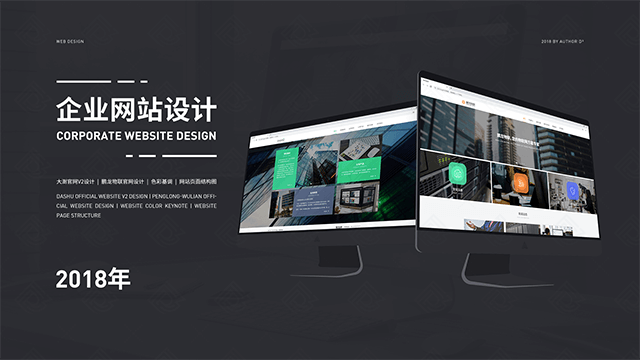 WEB DESIGN
2018 BY AUTHOR D*
企业网站设计
CORPORATE WEBSITE DESIGN
大澍官网V2设计 | 鹏龙物联官网设计 | 色彩基调 | 网站页面结构图
DASHU OFFICIAL WEBSITE V2 DESIGN | PENGLONG-WULIAN OFFI-
CIAL WEBSITE DESIGN | WEBSITE COLOR KEYNOTE | WEBSITE
PAGE STRUCTURE
2018年